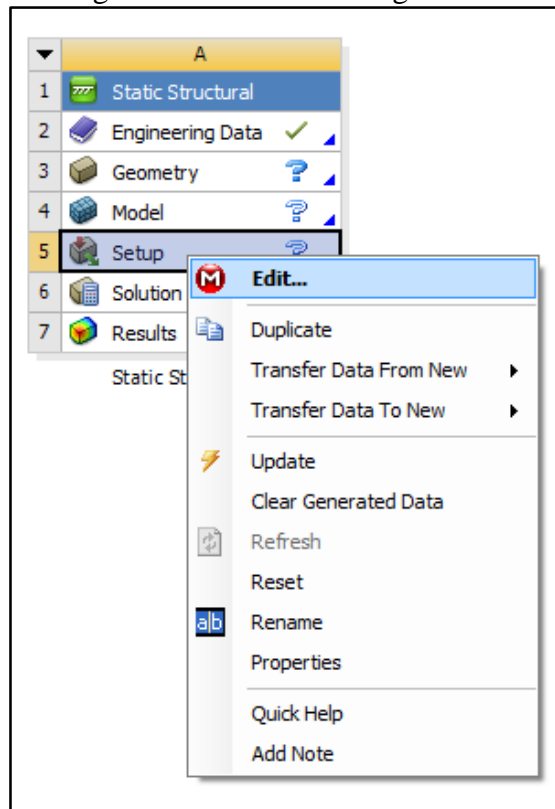 A
1 Static Structural
2 Engineering Data
3 Geometry
4 Model
5 Setup
M Edit...
6 Solution
7 Results
Duplicate
Static St
Transfer Data From New
Transfer Data To New
Update
Clear Generated Data
Refresh
Reset
a|b Rename
Properties
Quick Help
Add Note